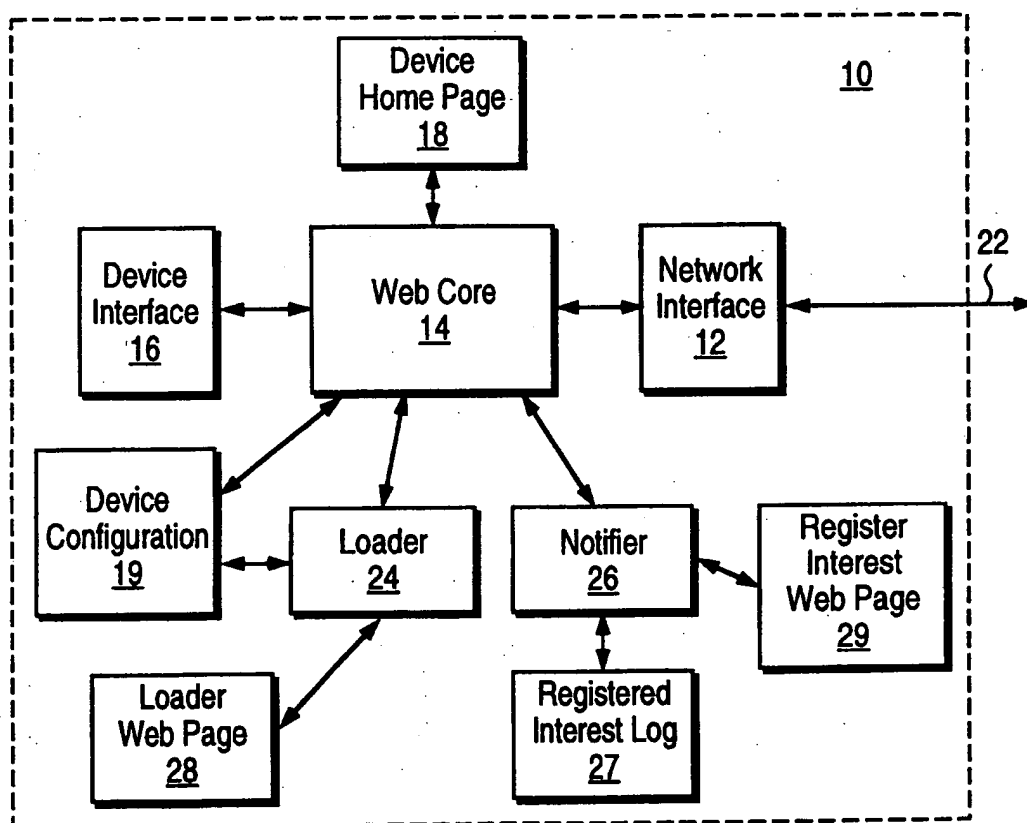 Device
Home Page
18
10
Device
Interface
16
Web Core
14
Network
Interface
12
22
Device
Configuration
19
Loader
24
Notifier
26
Register
Interest
Web Page
29
Loader
Web Page
28
Registered
Interest Log
27